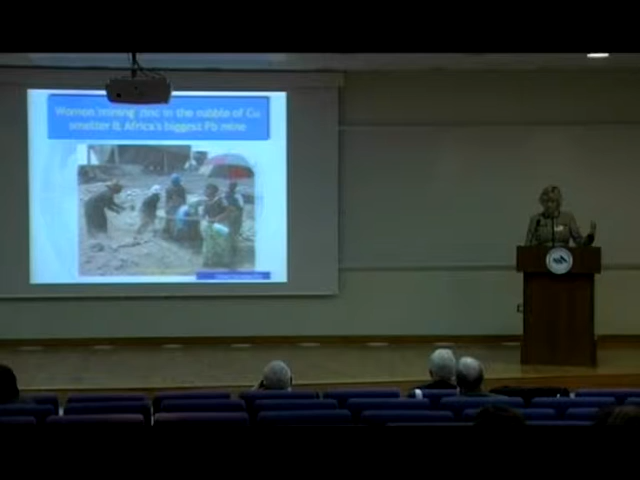 Women 'mining' zinc in the rubble of Cu
smelter & Africa's biggest Pb mine